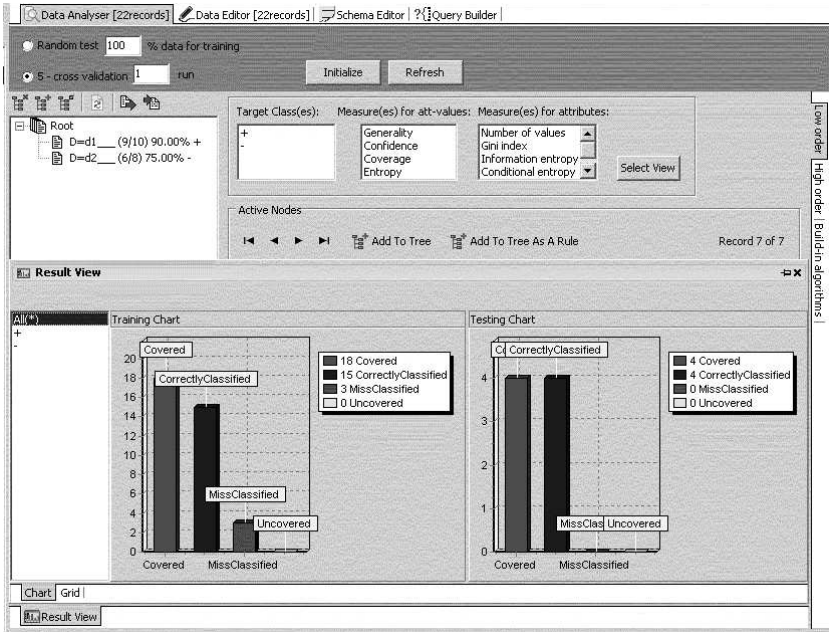 Data Analyser [22records] Data Editor [22records] Schema Editor ?{ Query Builder
Random test 100 % data for training
5 - cross validation 1 run Initialize Refresh
Root
D=d1___ (9/10) 90.00% +
D=d2___ (6/8) 75.00% -
Target Class(es): Measure(es) for att-values: Measure(es) for attributes:
+ Generality Number of values
- Confidence Gini index
Coverage Information entropy
Entropy Conditional entropy
Select View
Active Nodes
Add To Tree Add To Tree As A Rule Record 7 of 7
Low order | High order | Build-in algorithms |
Result View
All(*)
+
-
Training Chart
Covered
CorrectlyClassified
MissClassified
Uncovered
20
18
16
14
12
10
8
6
4
2
0
Covered MissClassified
18 Covered
15 CorrectlyClassified
3 MissClassified
0 Uncovered
Testing Chart
CorrectlyClassified
MissClas Uncovered
4
3
2
1
0
Covered MissClassified
4 Covered
4 CorrectlyClassified
0 MissClassified
0 Uncovered
Chart Grid
Result View